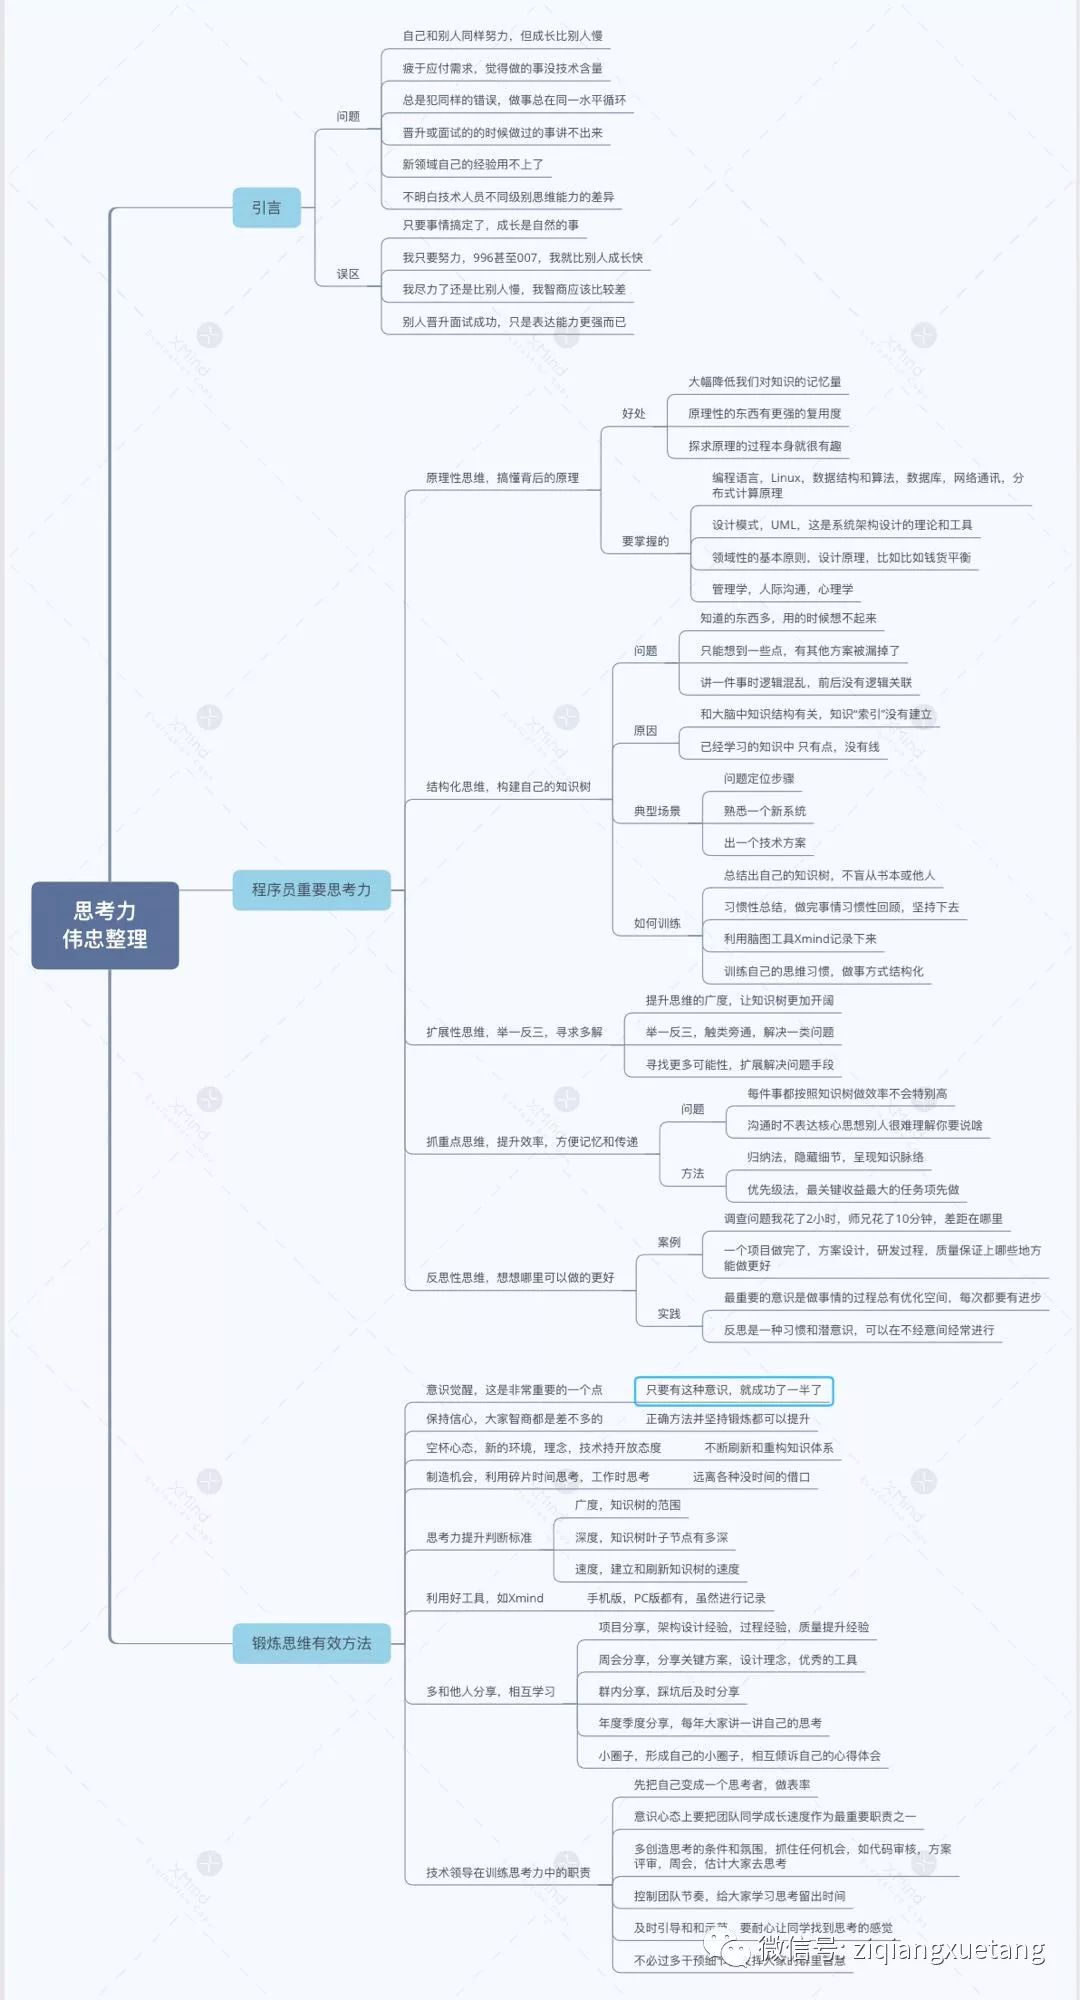 自己和别人同样努力，但成长比别人慢
疲于应付需求，觉得做的事没技术含量
总是犯同样的错误，做事总在同一水平循环
问题
晋升或面试的的时候做过的事讲不出来
新领域自己的经验用不上了
不明白技术人员不同级别思维能力的差异
引言
只要事情搞定了，成长是自然的事
我只要努力，996甚至007，我就比别人成长快
误区
我尽力了还是比别人慢，我智商应该比较差
别人晋升面试成功，只是表达能力更强而已
大幅降低我们对知识的记忆量
好处
原理性的东西有更强的复用度
探求原理的过程本身就很有趣
原理性思维，搞懂背后的原理
编程语言，Linux，数据结构和算法，数据库，网络通讯，分
布式计算原理
设计模式，UML，这是系统架构设计的理论和工具
要掌握的
领域性的基本原则，设计原理，比如比如钱货平衡
管理学，人际沟通，心理学
知道的东西多，用的时候想不起来
问题
只能想到一些点，有其他方案被漏掉了
讲一件事时逻辑混乱，前后没有逻辑关联
和大脑中知识结构有关，知识“索引”没有建立
原因
已经学习的知识中 只有点，没有线
结构化思维，构建自己的知识树
问题定位步骤
典型场景
熟悉一个新系统
出一个技术方案
总结出自己的知识树，不盲从书本或他人
习惯性总结，做完事情习惯性回顾，坚持下去
如何训练
利用脑图工具Xmind记录下来
训练自己的思维习惯，做事方式结构化
程序员重要思考力
思考力
伟忠整理
提升思维的广度，让知识树更加开阔
扩展性思维，举一反三，寻求多解
举一反三，触类旁通，解决一类问题
寻找更多可能性，扩展解决问题手段
每件事都按照知识树做效率不会特别高
问题
沟通时不表达核心思想别人很难理解你要说啥
抓重点思维，提升效率，方便记忆和传递
归纳法，隐藏细节，呈现知识脉络
方法
优先级法，最关键收益最大的任务项先做
调查问题我花了2小时，师兄花了10分钟，差距在哪里
案例
一个项目做完了，方案设计，研发过程，质量保证上哪些地方
能做更好
反思性思维，想想哪里可以做的更好
最重要的意识是做事情的过程总有优化空间，每次都要有进步
实践
反思是一种习惯和潜意识，可以在不经意间经常进行
意识觉醒，这是非常重要的一个点
只要有这种意识，就成功了一半了
保持信心，大家智商都是差不多的
正确方法并坚持锻炼都可以提升
空杯心态，新的环境，理念，技术持开放态度
不断刷新和重构知识体系
制造机会，利用碎片时间思考，工作时思考
远离各种没时间的借口
广度，知识树的范围
思考力提升判断标准
深度，知识树叶子节点有多深
速度，建立和刷新知识树的速度
利用好工具，如Xmind
手机版，PC版都有，虽然进行记录
锻炼思维有效方法
项目分享，架构设计经验，过程经验，质量提升经验
周会分享，分享关键方案，设计理念，优秀的工具
多和他人分享，相互学习
群内分享，踩坑后及时分享
年度季度分享，每年大家讲一讲自己的思考
小圈子，形成自己的小圈子，相互倾诉自己的心得体会
先把自己变成一个思考者，做表率
意识心态上要把团队同学成长速度作为最重要职责之一
多创造思考的条件和氛围，抓住任何机会，如代码审核，方案
评审，周会，估计大家去思考
技术领导在训练思考力中的职责
控制团队节奏，给大家学习思考留出时间
及时引导和和示范，要耐心让同学找到思考的感觉
不必过多干预细
大家的群里智慧
微信号: ziqiangxuetang
XMind
Evaluation Copy